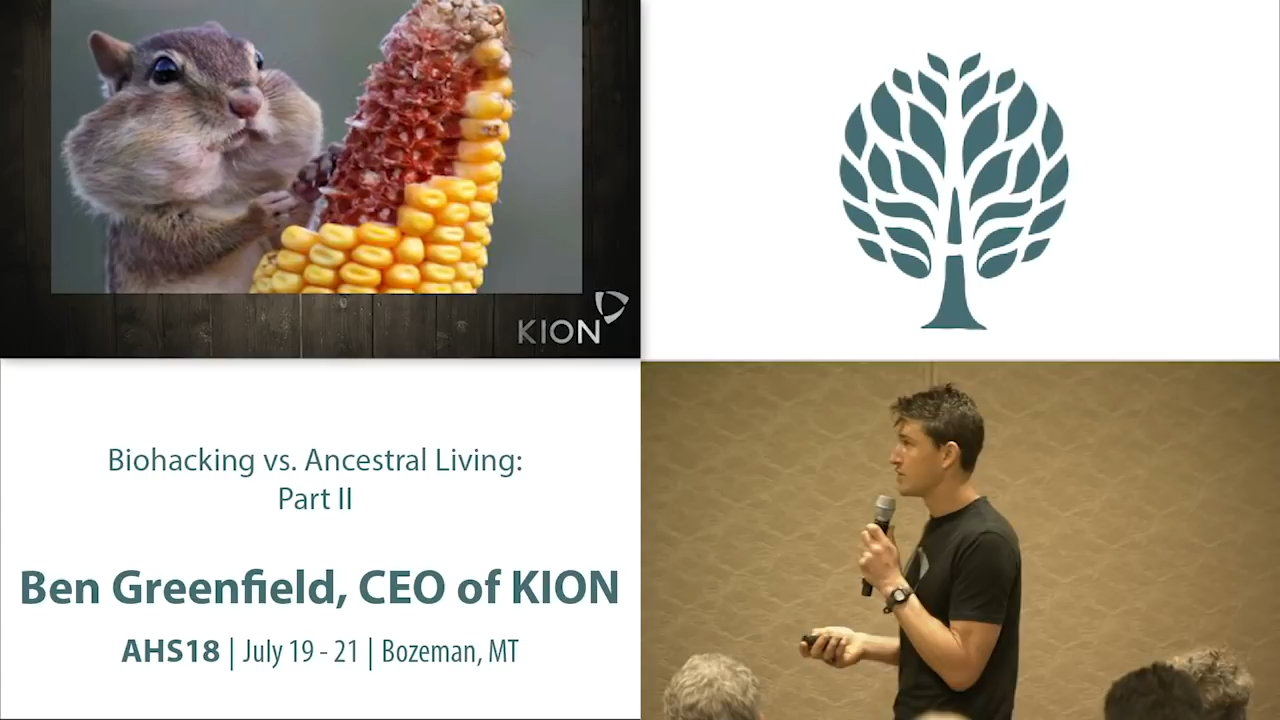 KION
Biohacking vs. Ancestral Living:
Part II
Ben Greenfield, CEO of KION
AHS18 | July 19 - 21 | Bozeman, MT